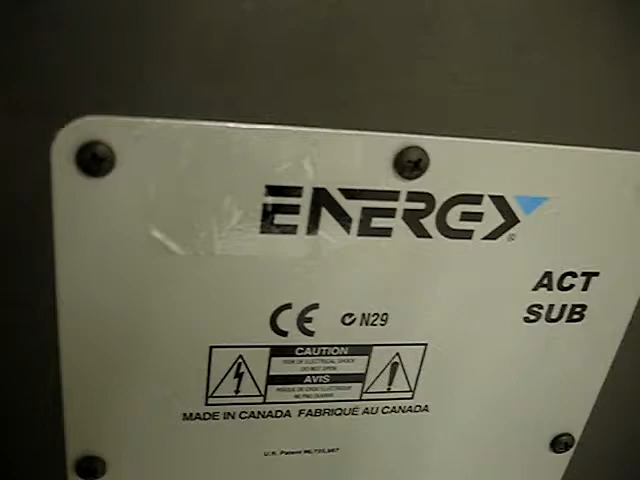 ENERGY®
ACT
SUB
CE N29
CAUTION
RISK OF ELECTRICAL SHOCK
DO NOT OPEN
AVIS
RISQUE DE CHOC ELECTRIQUE
NE PAS OUVRIR
MADE IN CANADA FABRIQUE AU CANADA
U.S. Patent